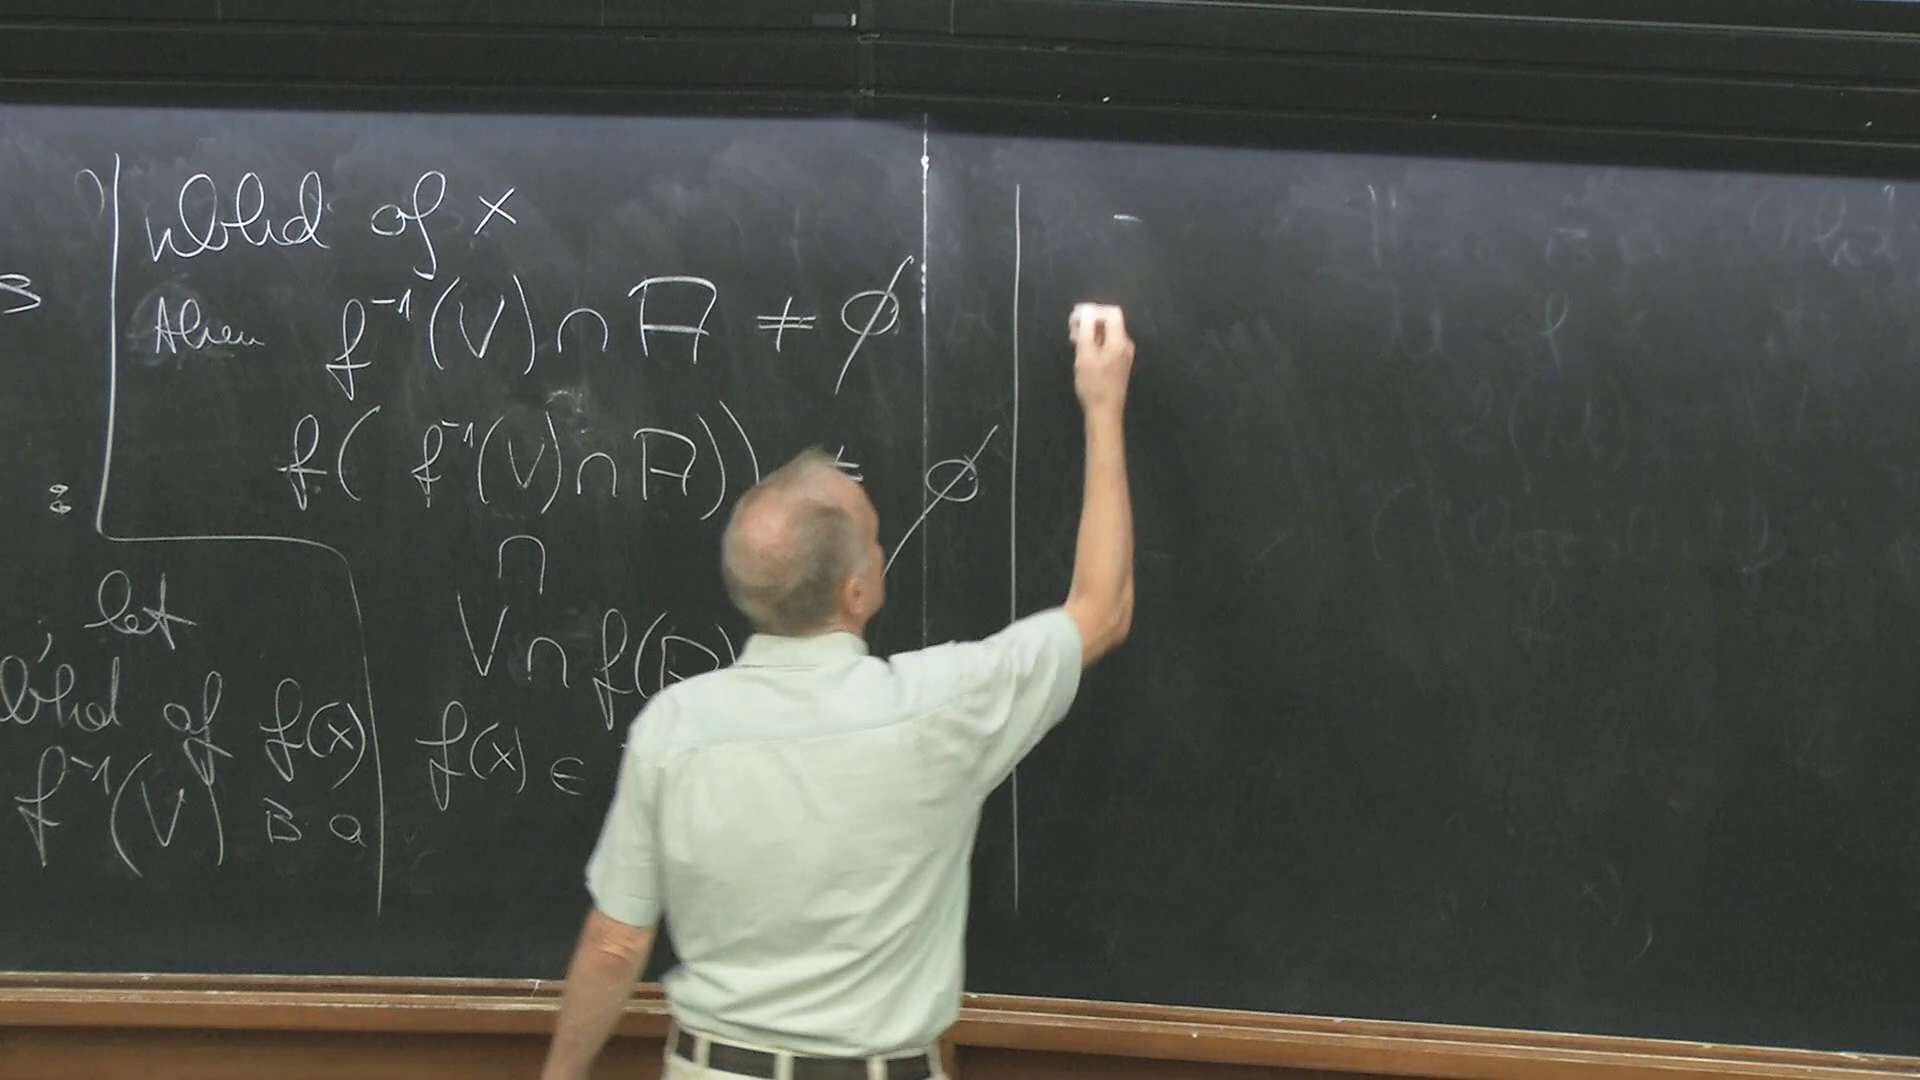 nbhd of x
then f⁻¹(V) ∩ A ≠ ∅
f( f⁻¹(V) ∩ A)) ≠ ∅
∩
V ∩ f(A)
f(x) ∈
let
nbhd of f(x)
f⁻¹(V) is a